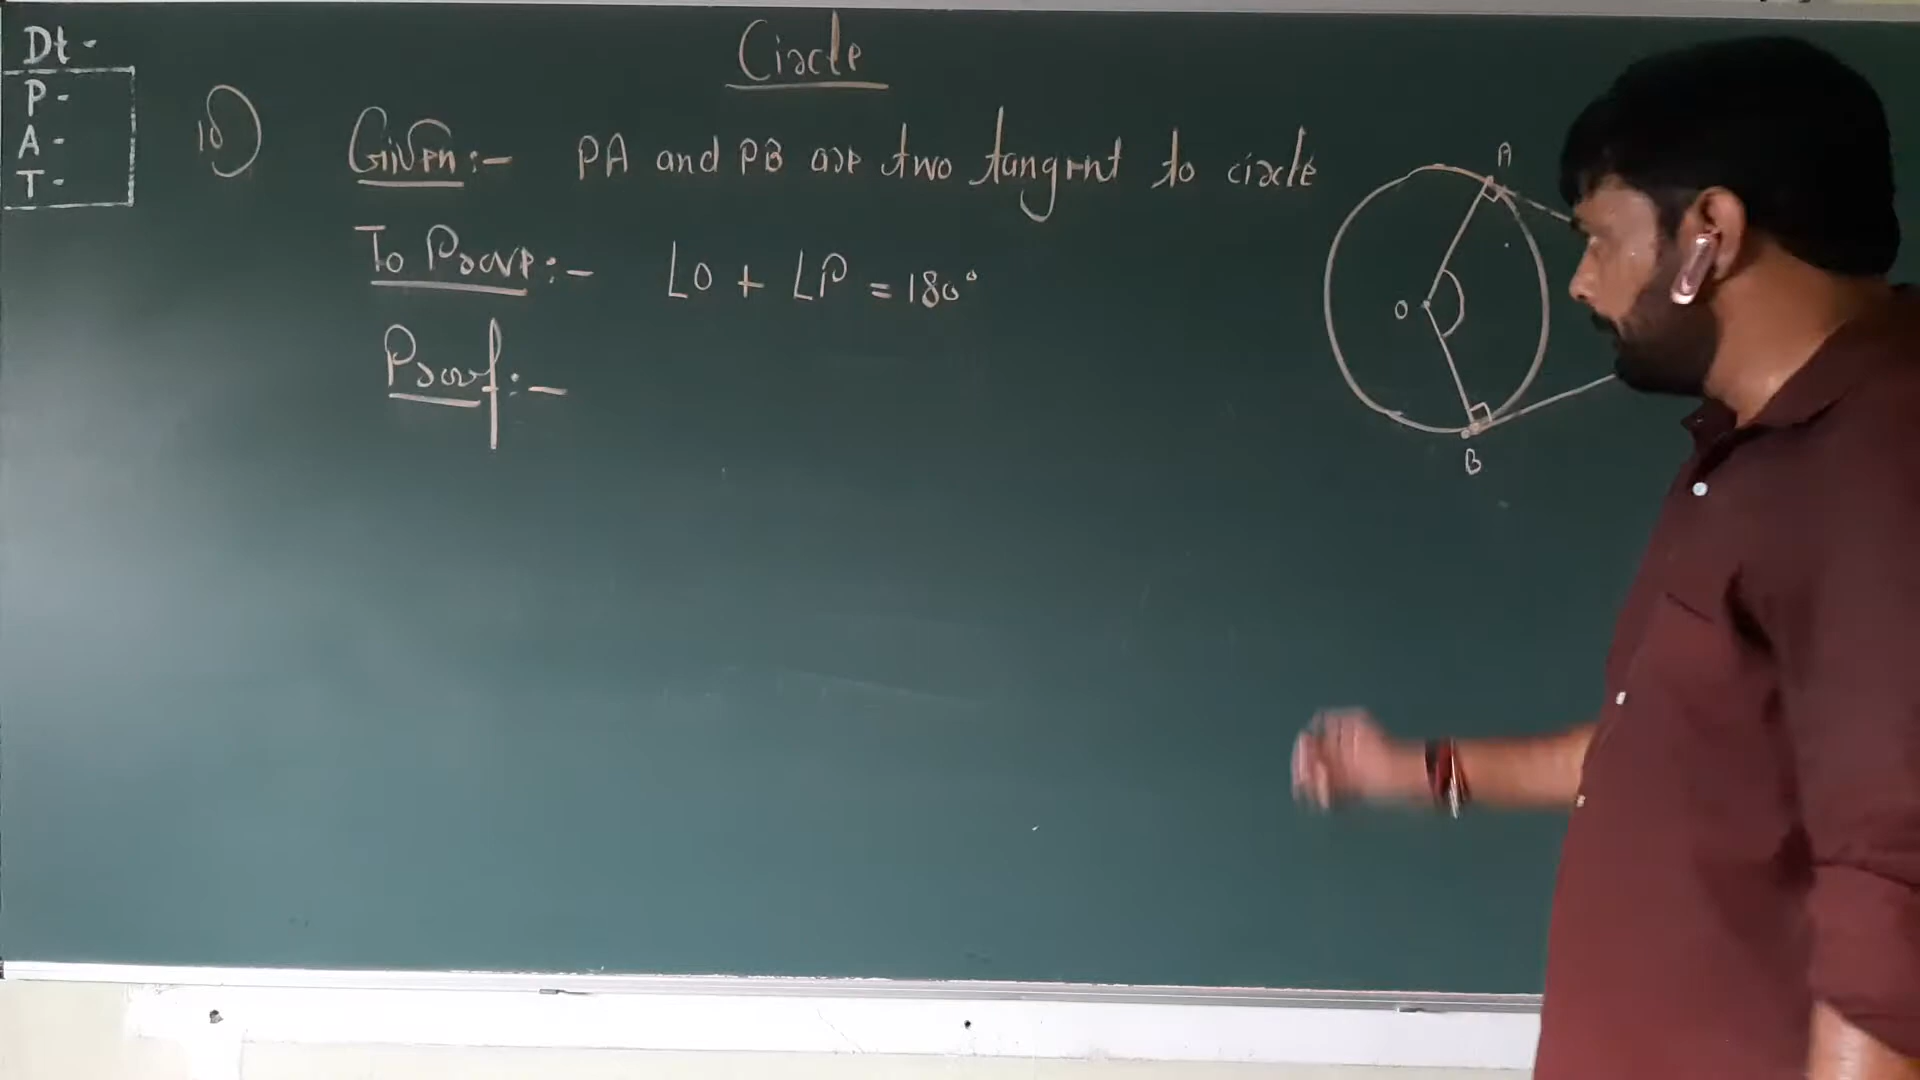 Circle
Dt -
P -
A -
T -
10)
Given :- PA and PB are two tangent to circle
To Prove :- ∠O + ∠P = 180°
Proof :-
A
O
B